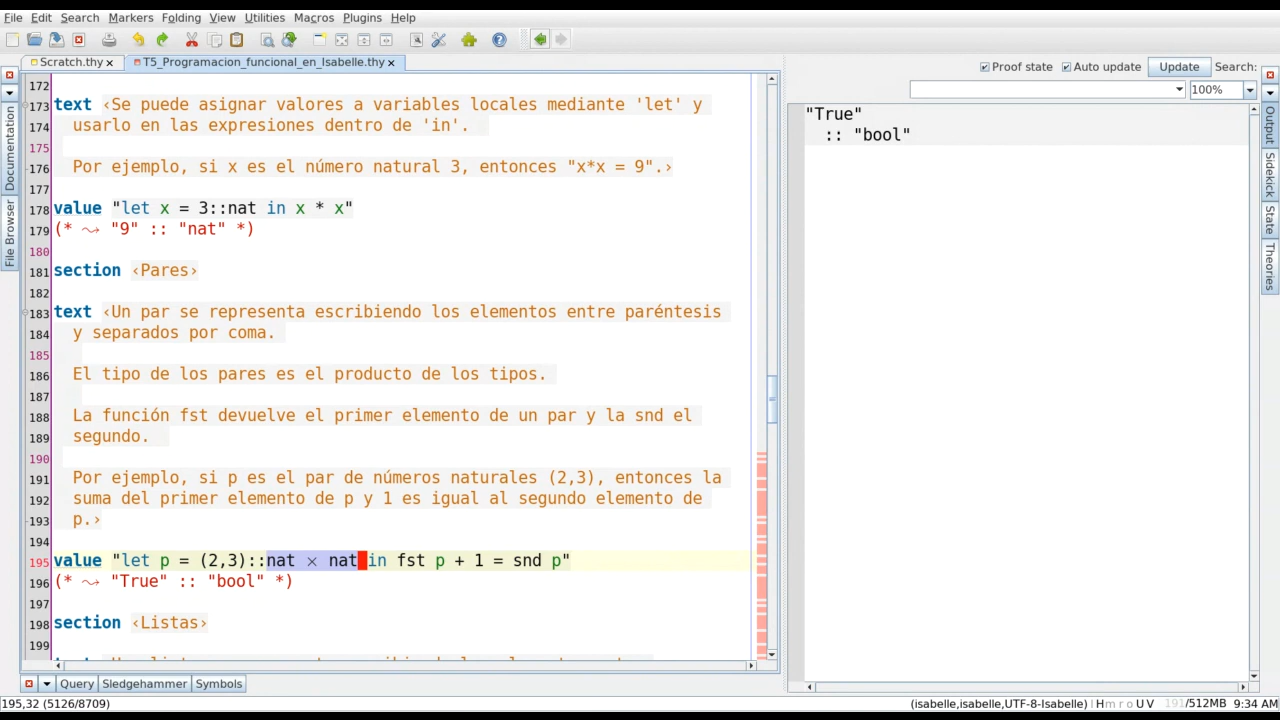 File Edit Search Markers Folding View Utilities Macros Plugins Help
Scratch.thy T5_Programacion_funcional_en_Isabelle.thy
Proof state Auto update Update Search:
100%
172
173 text ‹Se puede asignar valores a variables locales mediante 'let' y
174 usarlo en las expresiones dentro de 'in'.
175
176 Por ejemplo, si x es el número natural 3, entonces "x*x = 9".›
177
178 value "let x = 3::nat in x * x"
179 (* ⤳ "9" :: "nat" *)
180
181 section ‹Pares›
182
183 text ‹Un par se representa escribiendo los elementos entre paréntesis
184 y separados por coma.
185
186 El tipo de los pares es el producto de los tipos.
187
188 La función fst devuelve el primer elemento de un par y la snd el
189 segundo.
190
191 Por ejemplo, si p es el par de números naturales (2,3), entonces la
192 suma del primer elemento de p y 1 es igual al segundo elemento de
193 p.›
194
195 value "let p = (2,3)::nat × nat in fst p + 1 = snd p"
196 (* ⤳ "True" :: "bool" *)
197
198 section ‹Listas›
199
"True"
:: "bool"
Documentation
File Browser
Output
Sidekick
State
Theories
Query Sledgehammer Symbols
195,32 (5126/8709)
(isabelle,isabelle,UTF-8-Isabelle) H m r o U V 191/512MB 9:34 AM